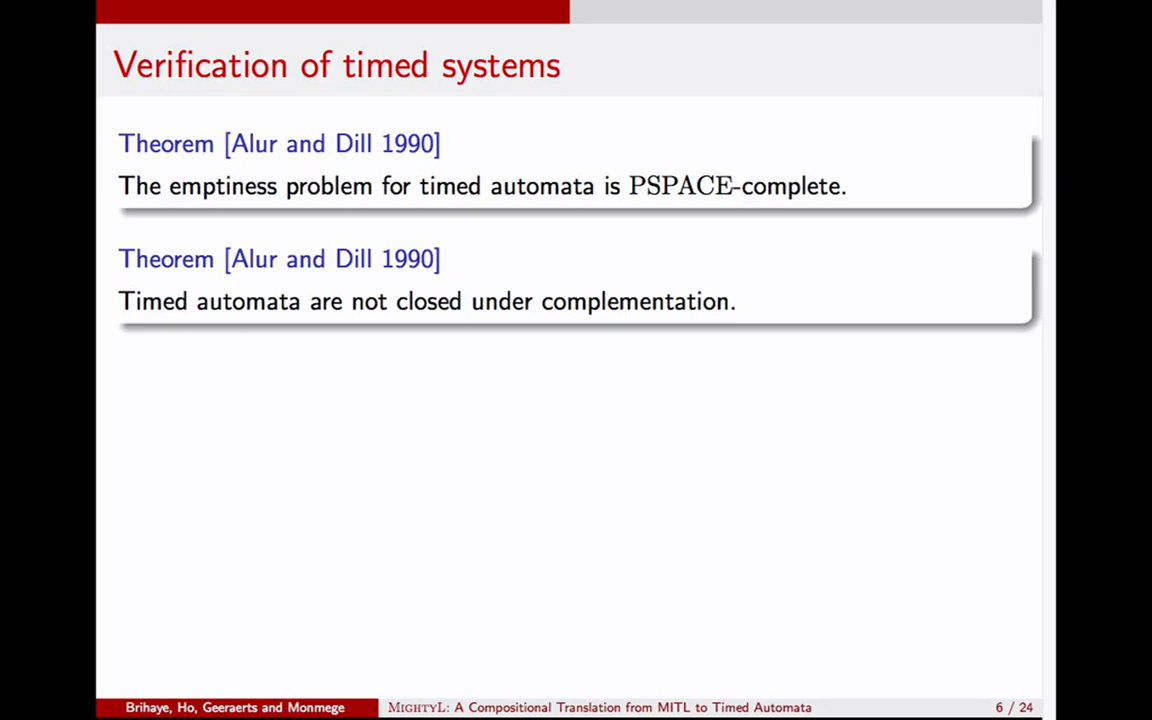 Verification of timed systems
Theorem [Alur and Dill 1990]
The emptiness problem for timed automata is PSPACE-complete.
Theorem [Alur and Dill 1990]
Timed automata are not closed under complementation.
Brihaye, Ho, Geeraerts and Monmege
MightyL: A Compositional Translation from MITL to Timed Automata
6 / 24